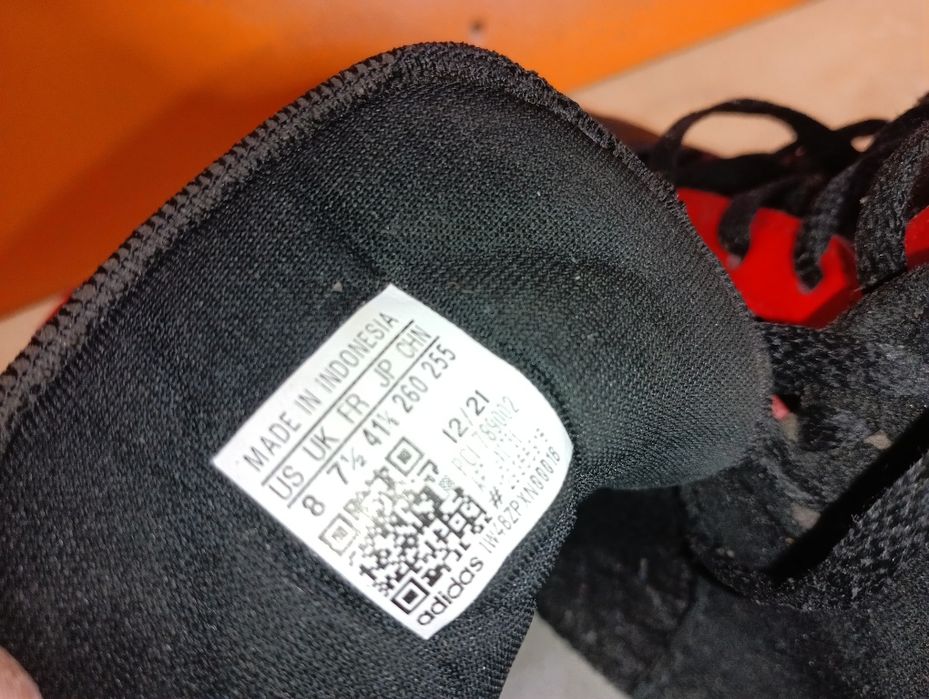 MADE IN INDONESIA
US UK FR JP CHN
8 7½ 41⅓ 260 255
12/21
adidas